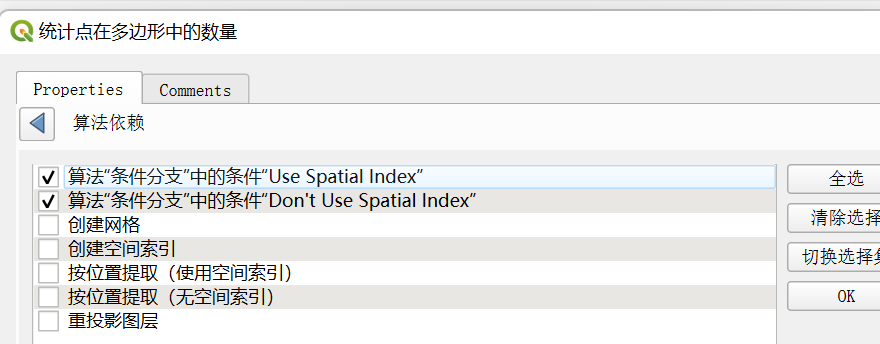 统计点在多边形中的数量
Properties
Comments
算法依赖
算法“条件分支”中的条件“Use Spatial Index”
算法“条件分支”中的条件“Don't Use Spatial Index”
创建网格
创建空间索引
按位置提取（使用空间索引）
按位置提取（无空间索引）
重投影图层
全选
清除选择
切换选择
OK